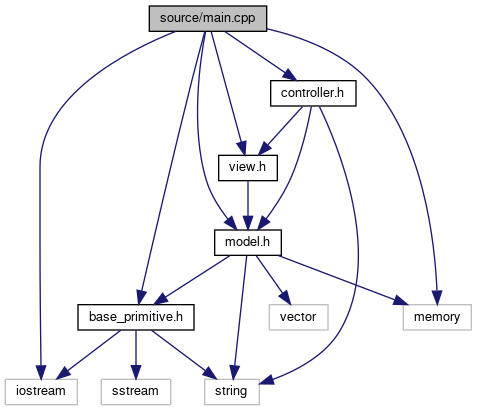 source/main.cpp
controller.h
view.h
model.h
base_primitive.h
vector
memory
iostream
sstream
string